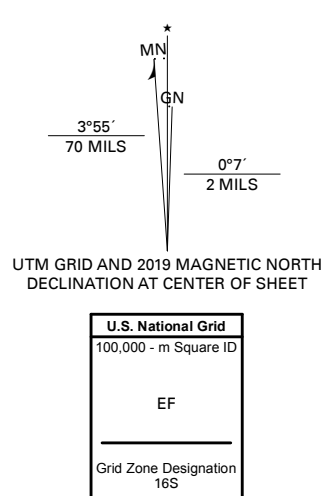 ★
MN
GN
3°55´
70 MILS
0°7´
2 MILS
UTM GRID AND 2019 MAGNETIC NORTH
DECLINATION AT CENTER OF SHEET
U.S. National Grid
100,000 - m Square ID
EF
Grid Zone Designation
16S